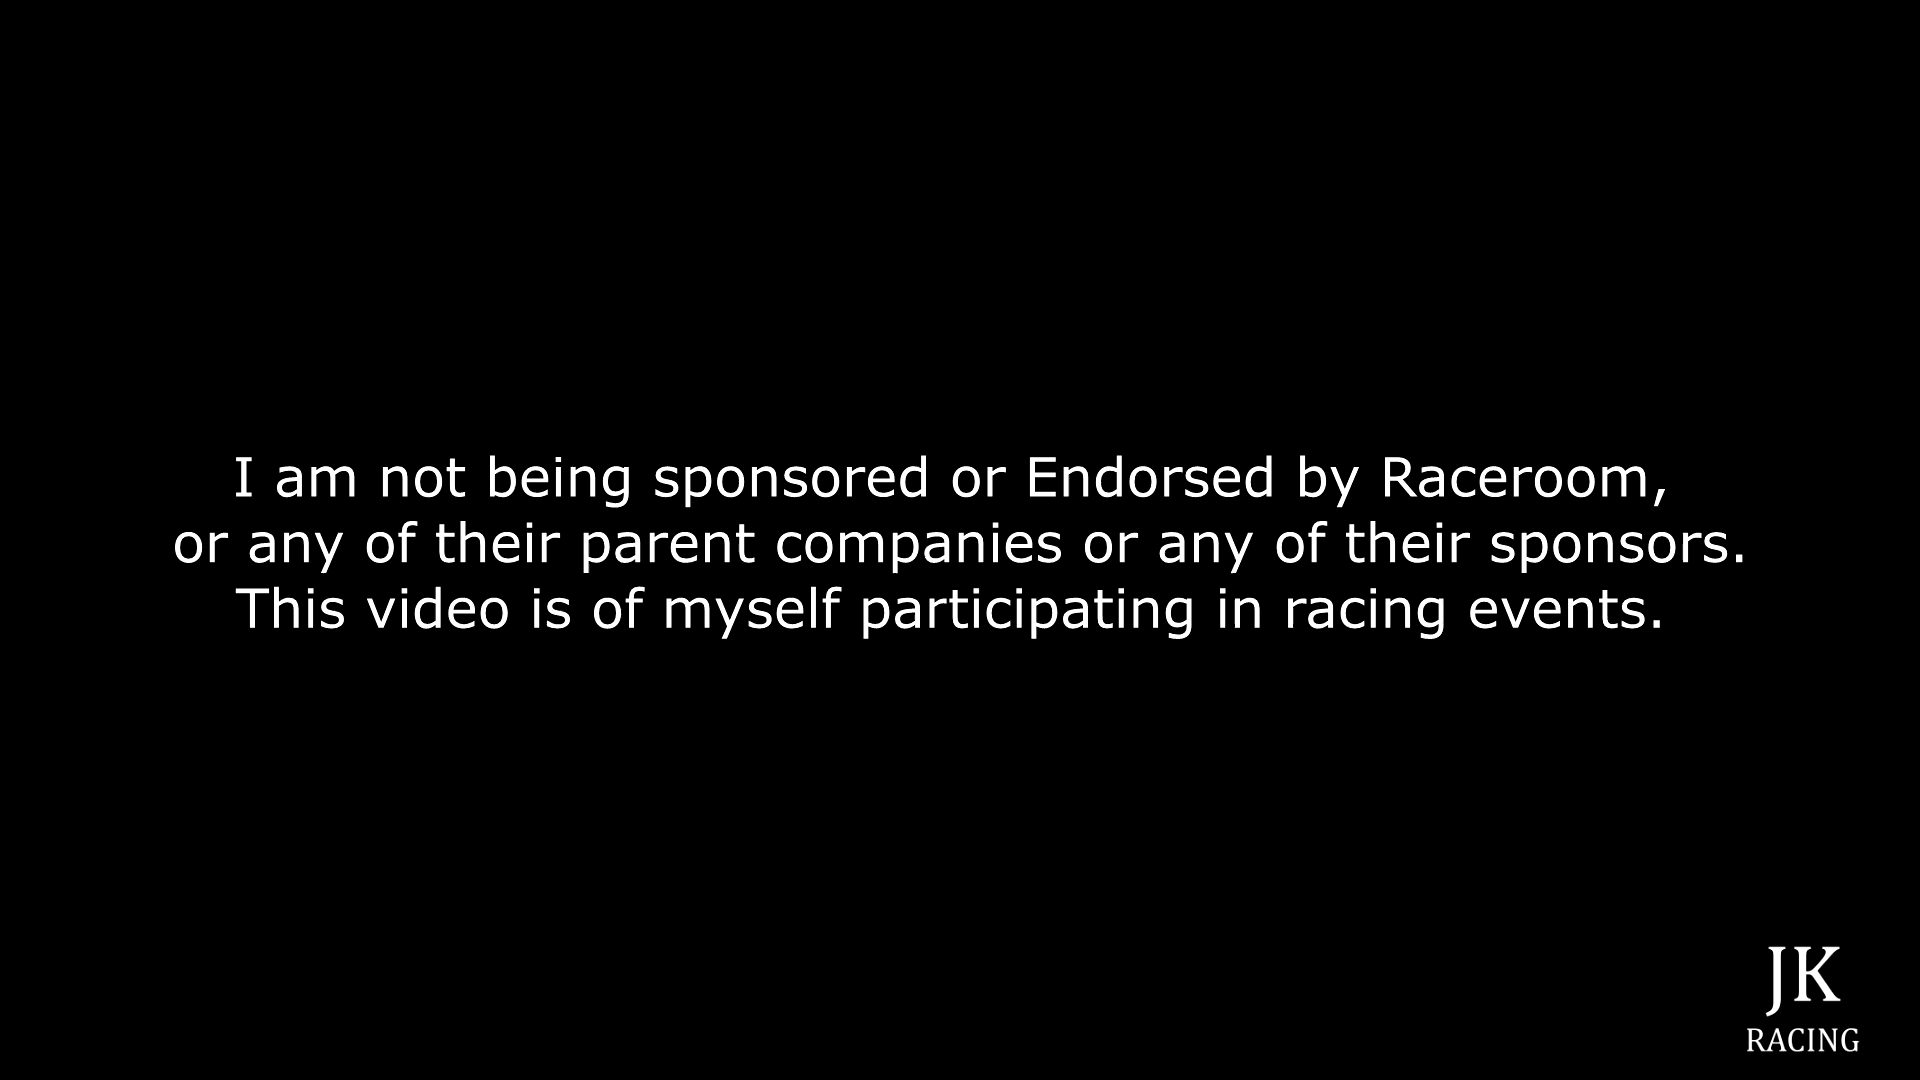 I am not being sponsored or Endorsed by Raceroom,
or any of their parent companies or any of their sponsors.
This video is of myself participating in racing events.
JK
RACING